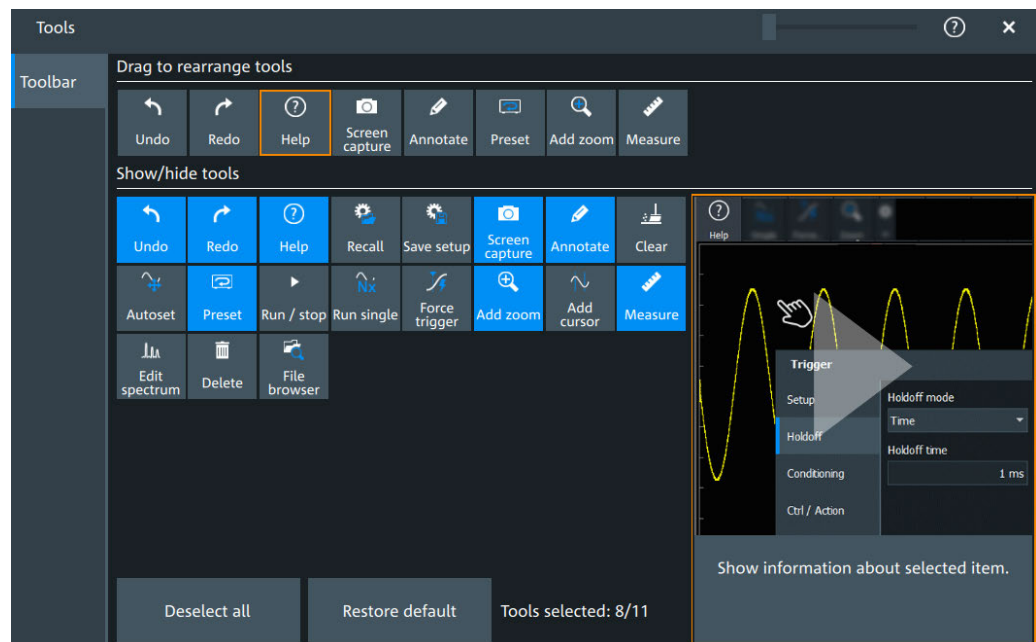 Tools
?
×
Toolbar
Drag to rearrange tools
Undo
Redo
?
Help
Screen
capture
Annotate
Preset
Add zoom
Measure
Show/hide tools
Undo
Redo
?
Help
Recall
Save setup
Screen
capture
Annotate
Clear
Autoset
Preset
Run / stop
Nx
Run single
Force
trigger
Add zoom
Add
cursor
Measure
Edit
spectrum
Delete
File
browser
?
Help
Trigger
Setup
Holdoff
Conditioning
Ctrl / Action
Holdoff mode
Time
Holdoff time
1 ms
Show information about selected item.
Deselect all
Restore default
Tools selected: 8/11